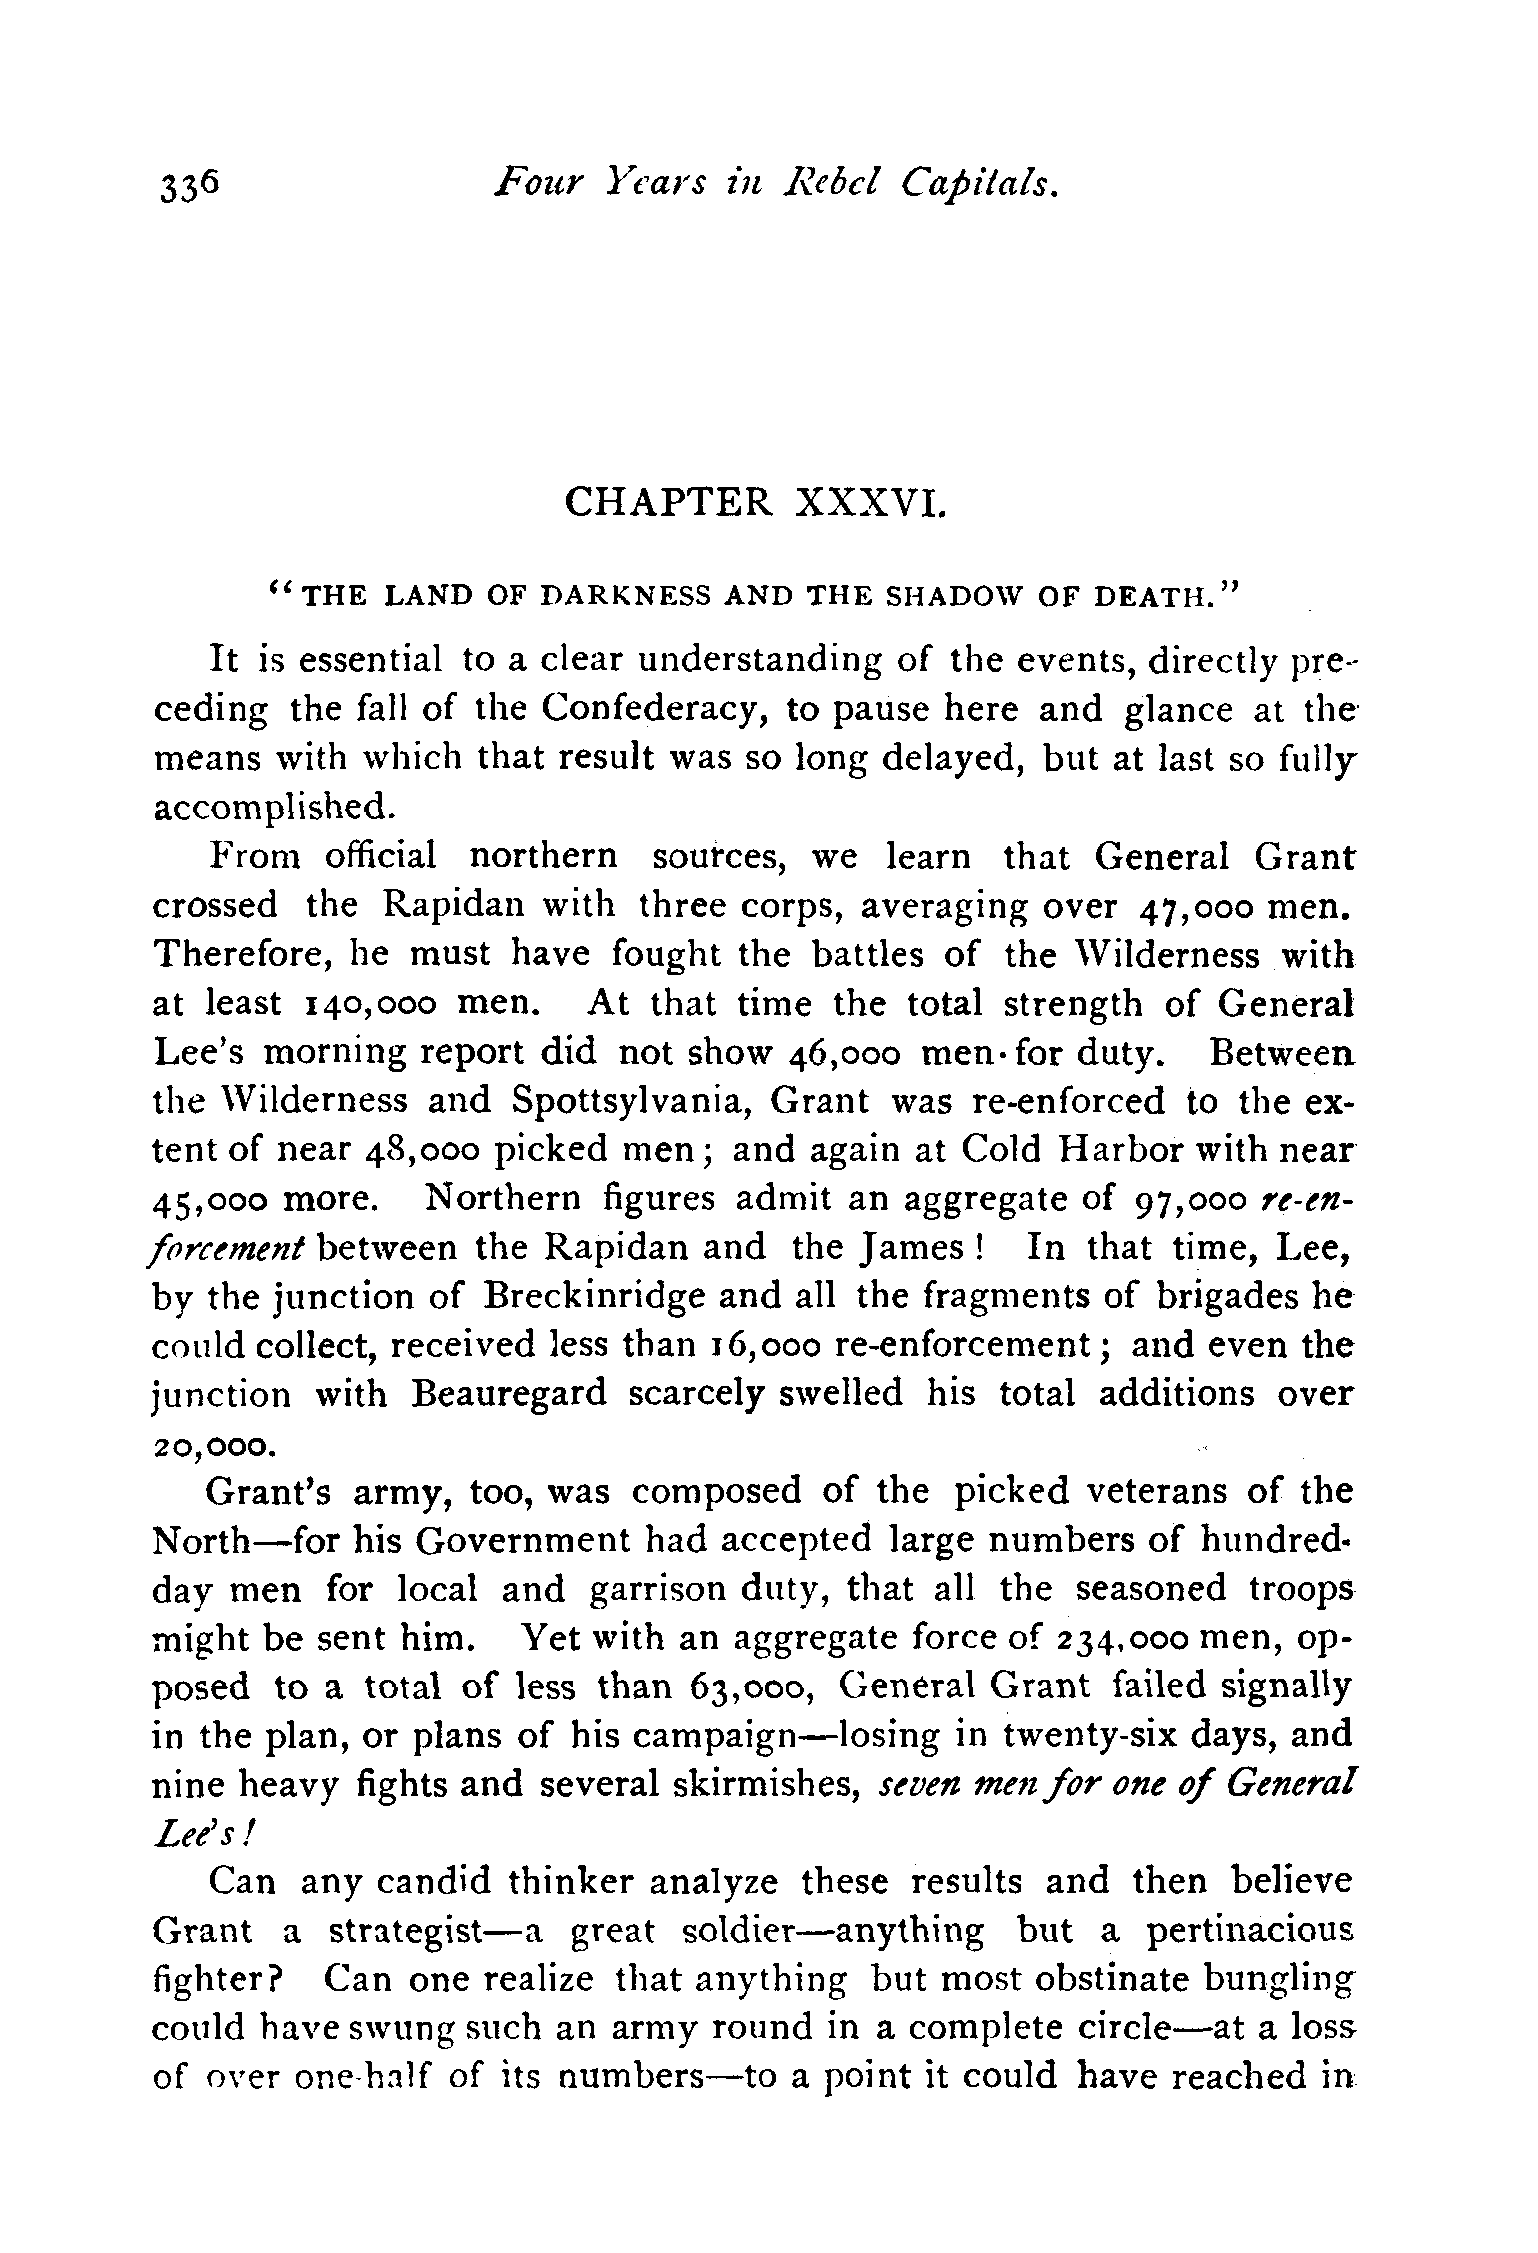 336 Four Years in Rebel Capitals.
CHAPTER XXXVI.
"THE LAND OF DARKNESS AND THE SHADOW OF DEATH."
It is essential to a clear understanding of the events, directly pre-
ceding the fall of the Confederacy, to pause here and glance at the
means with which that result was so long delayed, but at last so fully
accomplished.
From official northern sources, we learn that General Grant
crossed the Rapidan with three corps, averaging over 47,000 men.
Therefore, he must have fought the battles of the Wilderness with
at least 140,000 men. At that time the total strength of General
Lee's morning report did not show 46,000 men for duty. Between
the Wilderness and Spottsylvania, Grant was re-enforced to the ex-
tent of near 48,000 picked men; and again at Cold Harbor with near
45,000 more. Northern figures admit an aggregate of 97,000 re-en-
forcement between the Rapidan and the James! In that time, Lee,
by the junction of Breckinridge and all the fragments of brigades he
could collect, received less than 16,000 re-enforcement; and even the
junction with Beauregard scarcely swelled his total additions over
20,000.
Grant's army, too, was composed of the picked veterans of the
North—for his Government had accepted large numbers of hundred-
day men for local and garrison duty, that all the seasoned troops
might be sent him. Yet with an aggregate force of 234,000 men, op-
posed to a total of less than 63,000, General Grant failed signally
in the plan, or plans of his campaign—losing in twenty-six days, and
nine heavy fights and several skirmishes, seven men for one of General
Lee's!
Can any candid thinker analyze these results and then believe
Grant a strategist—a great soldier—anything but a pertinacious
fighter? Can one realize that anything but most obstinate bungling
could have swung such an army round in a complete circle—at a loss
of over one-half of its numbers—to a point it could have reached in